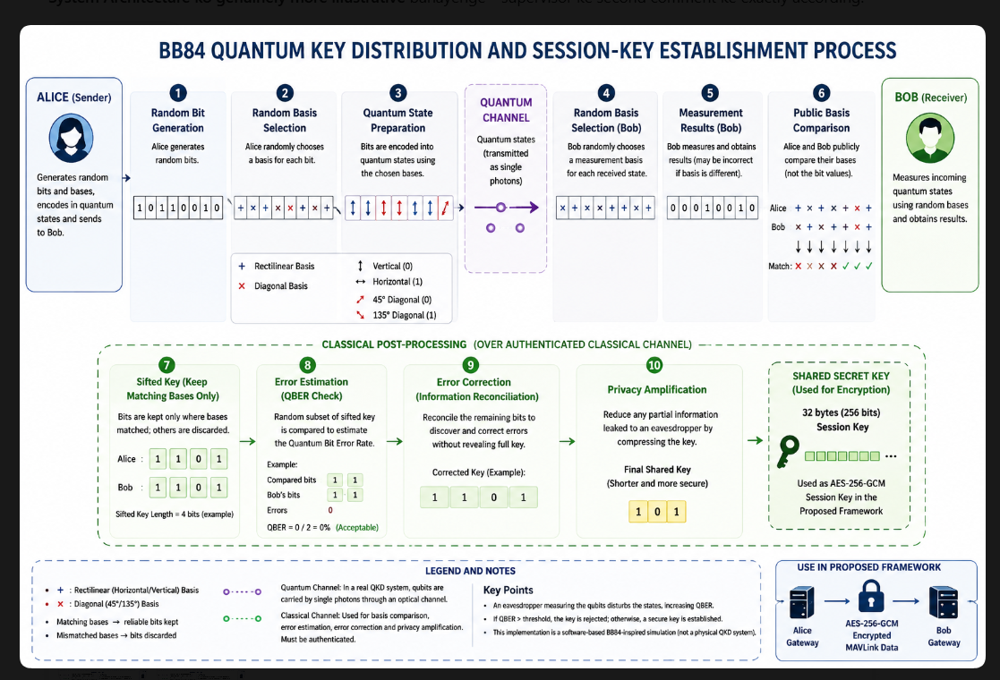 System Architecture ko genuinely more illustrative banayenge supervisor ke second comment ke exactly according.
BB84 QUANTUM KEY DISTRIBUTION AND SESSION-KEY ESTABLISHMENT PROCESS
ALICE (Sender)
Generates random
bits and bases,
encodes in quantum
states and sends
to Bob.
1
Random Bit
Generation
Alice generates
random bits.
1 0 1 1 0 0 1 0
2
Random Basis
Selection
Alice randomly chooses
a basis for each bit.
+ × + × × + × +
3
Quantum State
Preparation
Bits are encoded into
quantum states using
the chosen bases.
↕ ↕ ↕ ↕ ↕ ↕ ⤢
+ Rectilinear Basis
× Diagonal Basis
↕ Vertical (0)
↔ Horizontal (1)
⤢ 45° Diagonal (0)
⤡ 135° Diagonal (1)
QUANTUM
CHANNEL
Quantum states
(transmitted
as single
photons)
4
Random Basis
Selection (Bob)
Bob randomly chooses
a measurement basis
for each received state.
× + × + + + × +
5
Measurement
Results (Bob)
Bob measures and obtains
results (may be incorrect
if basis is different).
0 0 0 1 0 0 1 0
6
Public Basis
Comparison
Alice and Bob publicly
compare their bases
(not the bit values).
Alice + × + × + × +
Bob × + × + + × +
↓ ↓ ↓ ↓ ↓ ↓ ↓
Match: × × × × ✓ ✓ ✓
BOB (Receiver)
Measures incoming
quantum states
using random bases
and obtains results.
CLASSICAL POST-PROCESSING (OVER AUTHENTICATED CLASSICAL CHANNEL)
7
Sifted Key (Keep
Matching Bases Only)
Bits are kept only where bases
matched; others are discarded.
Alice : 1 1 0 1
Bob : 1 1 0 1
Sifted Key Length = 4 bits (example)
8
Error Estimation
(QBER Check)
Random subset of sifted key
is compared to estimate
the Quantum Bit Error Rate.
Example:
Compared bits 1 1
Bob's bits 1 1
Errors 0
QBER = 0 / 2 = 0% (Acceptable)
9
Error Correction
(Information Reconciliation)
Reconcile the remaining bits to
discover and correct errors
without revealing full key.
Corrected Key (Example):
1 1 0 1
10
Privacy Amplification
Reduce any partial information
leaked to an eavesdropper by
compressing the key.
Final Shared Key
(Shorter and more secure)
1 0 1
SHARED SECRET KEY
(Used for Encryption)
32 bytes (256 bits)
Session Key
...
Used as AES-256-GCM
Session Key in the
Proposed Framework
LEGEND AND NOTES
• + : Rectilinear (Horizontal/Vertical) Basis
• × : Diagonal (45°/135°) Basis
• Matching bases → reliable bits kept
• Mismatched bases → bits discarded
Quantum Channel: In a real QKD system, qubits are
carried by single photons through an optical channel.
Classical Channel: Used for basis comparison,
error estimation, error correction and privacy amplification.
Must be authenticated.
Key Points
• An eavesdropper measuring the qubits disturbs the states, increasing QBER.
• If QBER > threshold, the key is rejected; otherwise, a secure key is established.
• This implementation is a software-based BB84-inspired simulation (not a physical QKD system).
USE IN PROPOSED FRAMEWORK
Alice
Gateway
AES-256-GCM
Encrypted
MAVLink Data
Bob
Gateway